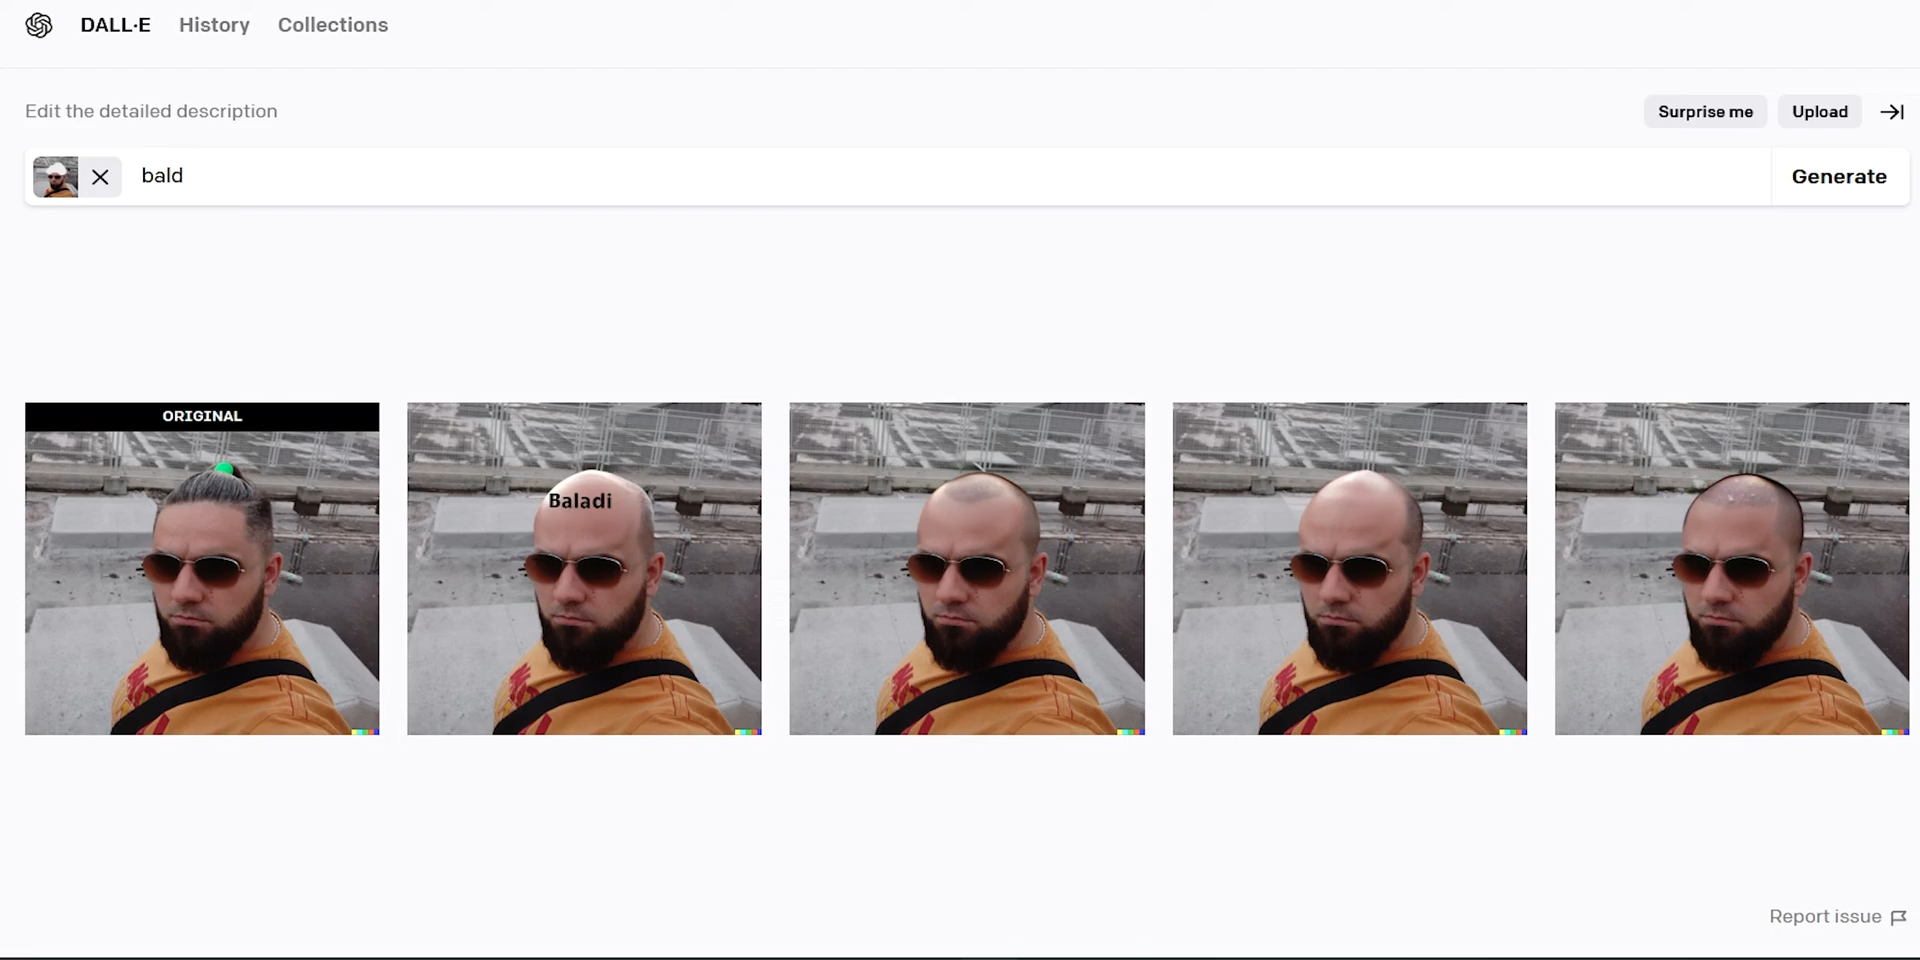 DALL·E History Collections
Edit the detailed description
Surprise me Upload
bald
Generate
ORIGINAL
Baladi
Report issue